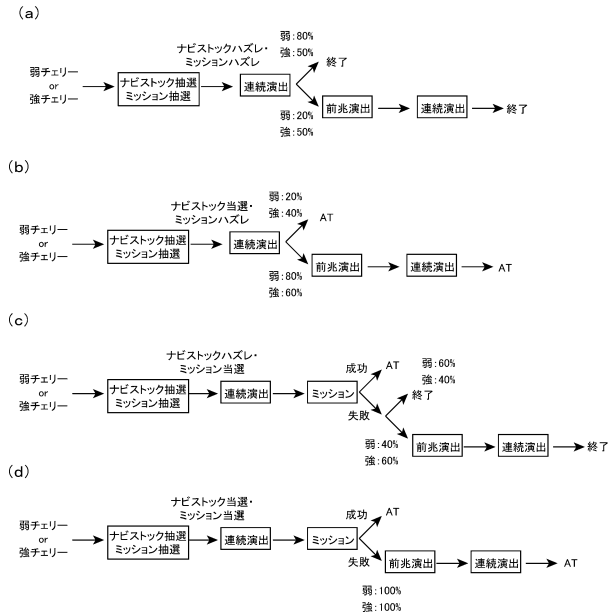 (a)
ナビストックハズレ・
ミッションハズレ
弱:80%
強:50%
終了
弱チェリー
or
強チェリー
ナビストック抽選
ミッション抽選
連続演出
前兆演出
連続演出
終了
弱:20%
強:50%
(b)
ナビストック当選・
ミッションハズレ
弱:20%
強:40%
AT
弱チェリー
or
強チェリー
ナビストック抽選
ミッション抽選
連続演出
前兆演出
連続演出
AT
弱:80%
強:60%
(c)
ナビストックハズレ・
ミッション当選
成功
AT
弱:60%
強:40%
終了
弱チェリー
or
強チェリー
ナビストック抽選
ミッション抽選
連続演出
ミッション
失敗
弱:40%
強:60%
前兆演出
連続演出
終了
(d)
ナビストック当選・
ミッション当選
成功
AT
弱チェリー
or
強チェリー
ナビストック抽選
ミッション抽選
連続演出
ミッション
失敗
前兆演出
連続演出
AT
弱:100%
強:100%